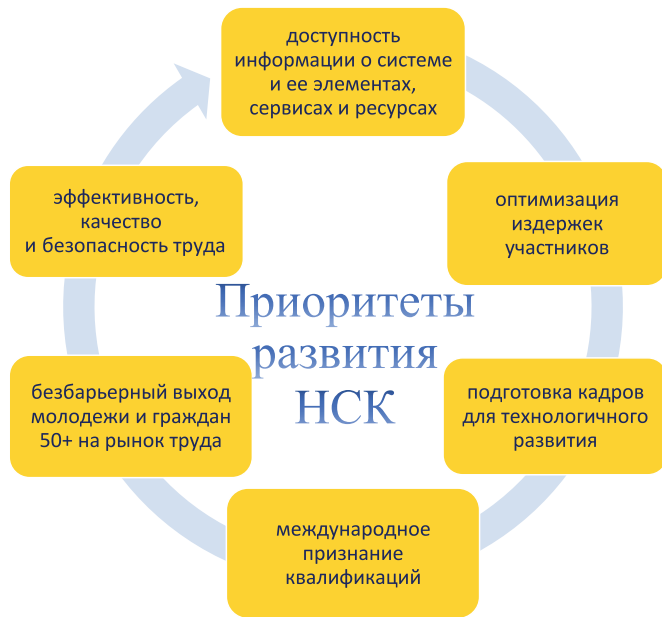 доступность
информации о системе
и ее элементах,
сервисах и ресурсах
оптимизация
издержек
участников
подготовка кадров
для технологичного
развития
международное
признание
квалификаций
безбарьерный выход
молодежи и граждан
50+ на рынок труда
эффективность,
качество
и безопасность труда
Приоритеты
развития
НСК